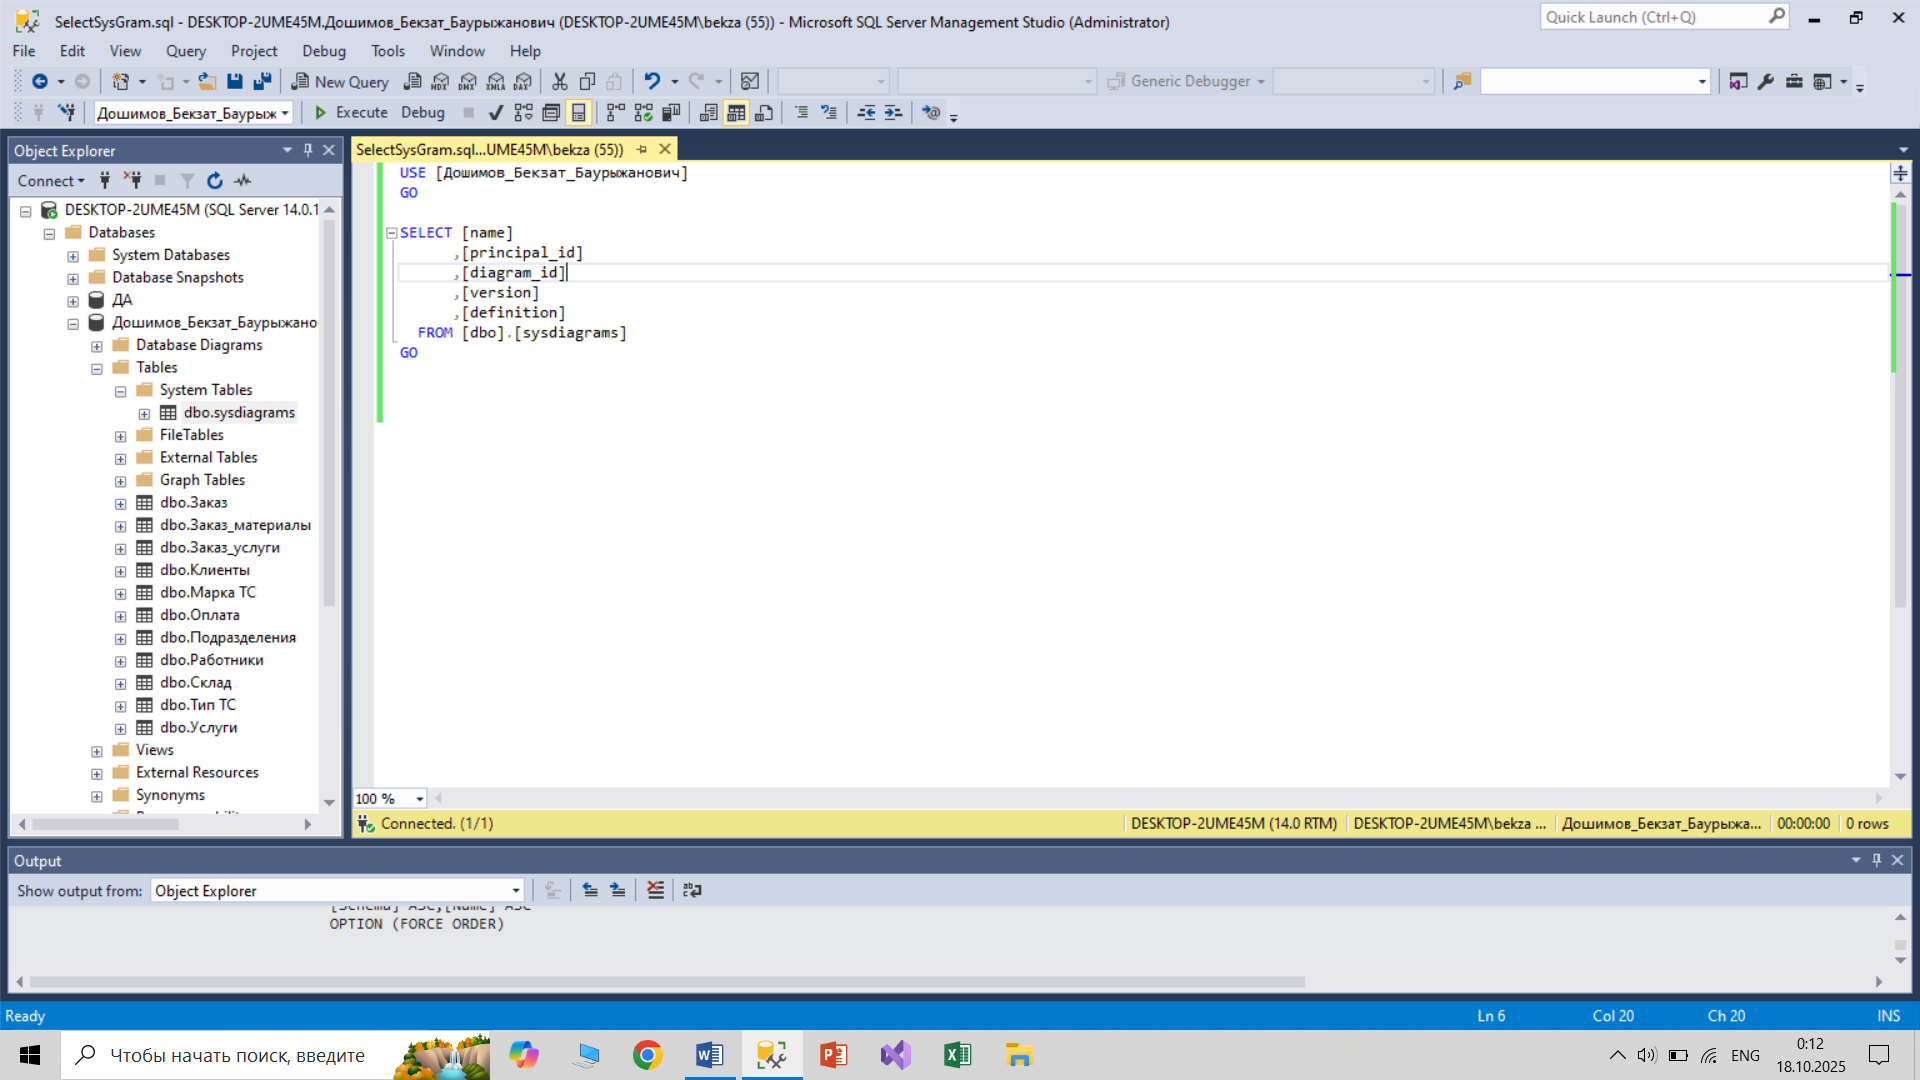 SelectSysGram.sql - DESKTOP-2UME45M.Дошимов_Бекзат_Баурыжанович (DESKTOP-2UME45M\bekza (55)) - Microsoft SQL Server Management Studio (Administrator)
Quick Launch (Ctrl+Q)
File Edit View Query Project Debug Tools Window Help
New Query
MDX DMX XMLA DAX
Generic Debugger
Дошимов_Бекзат_Баурыж
Execute Debug
Object Explorer
Connect
DESKTOP-2UME45M (SQL Server 14.0.1
Databases
System Databases
Database Snapshots
ДА
Дошимов_Бекзат_Баурыжано
Database Diagrams
Tables
System Tables
dbo.sysdiagrams
FileTables
External Tables
Graph Tables
dbo.Заказ
dbo.Заказ_материалы
dbo.Заказ_услуги
dbo.Клиенты
dbo.Марка ТС
dbo.Оплата
dbo.Подразделения
dbo.Работники
dbo.Склад
dbo.Тип ТС
dbo.Услуги
Views
External Resources
Synonyms
SelectSysGram.sql...UME45M\bekza (55))
USE [Дошимов_Бекзат_Баурыжанович]
GO
SELECT [name]
,[principal_id]
,[diagram_id]
,[version]
,[definition]
FROM [dbo].[sysdiagrams]
GO
100 %
Connected. (1/1)
DESKTOP-2UME45M (14.0 RTM) DESKTOP-2UME45M\bekza ... Дошимов_Бекзат_Баурыжа... 00:00:00 0 rows
Output
Show output from: Object Explorer
[Schema] ASC,[Name] ASC
OPTION (FORCE ORDER)
Ready
Ln 6 Col 20 Ch 20 INS
Чтобы начать поиск, введите
ENG
0:12
18.10.2025